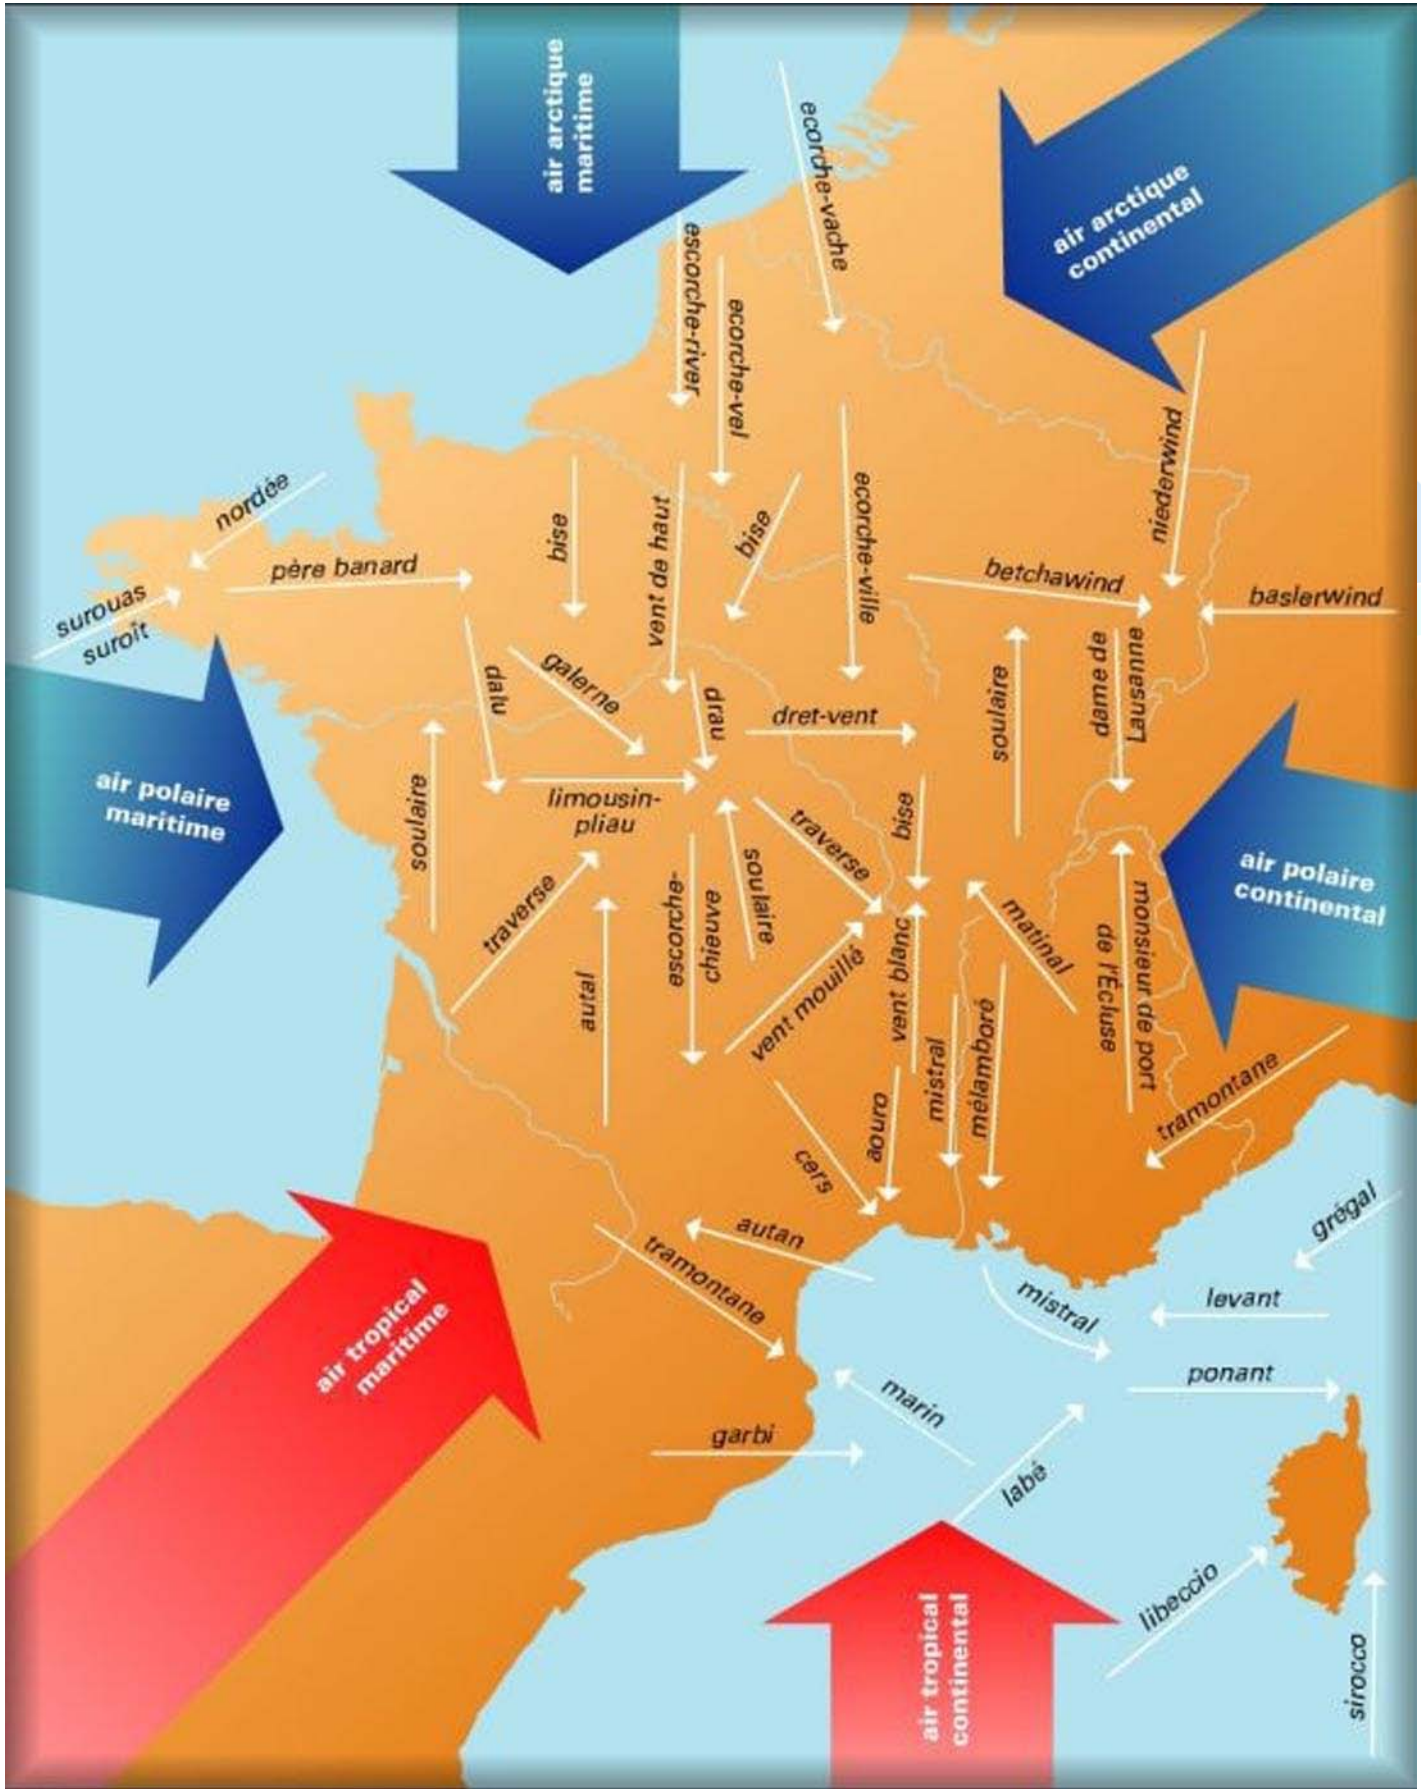 air arctique
maritime
ecorche-vache
air arctique
continental
escorche-river
ecorche-vel
niederwind
nordée
bise
vent de haut
bise
ecorche-ville
père banard
betchawind
baslerwind
surouas
suroît
galerne
dalu
drau
dret-vent
soulaire
dame de
Lausanne
air polaire
maritime
soulaire
limousin-
pliau
traverse
bise
air polaire
continental
traverse
escorche-
chienne
soulaire
matinal
monsieur de port
de l'Écluse
autal
vent mouillé
vent blanc
mistral
mélamboré
tramontane
aouro
cers
grégal
autan
tramontane
levant
mistral
air tropical
maritime
ponant
marin
garbi
labé
libeccio
air tropical
continental
sirocco